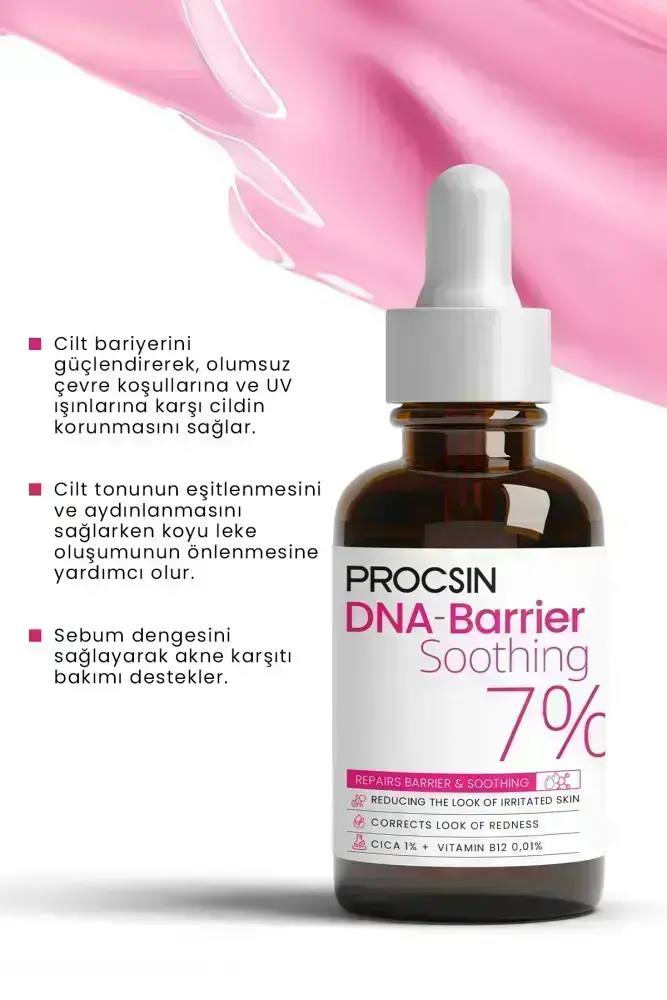 Cilt bariyerini
güçlendirerek, olumsuz
çevre koşullarına ve UV
ışınlarına karşı cildin
korunmasını sağlar.
Cilt tonunun eşitlenmesini
ve aydınlanmasını
sağlarken koyu leke
oluşumunun önlenmesine
yardımcı olur.
Sebum dengesini
sağlayarak akne karşıtı
bakımı destekler.
PROCSIN
DNA-Barrier
Soothing
7%
REPAIRS BARRIER & SOOTHING
REDUCING THE LOOK OF IRRITATED SKIN
CORRECTS LOOK OF REDNESS
CICA 1% + VITAMIN B12 0,01%